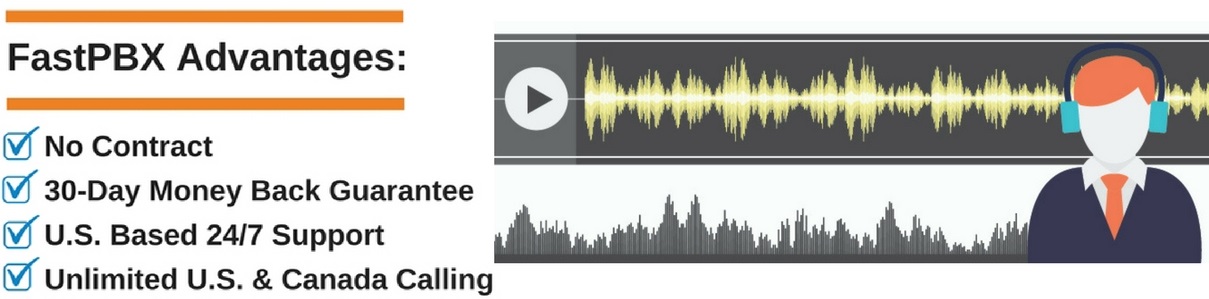 FastPBX Advantages:
No Contract
30-Day Money Back Guarantee
U.S. Based 24/7 Support
Unlimited U.S. & Canada Calling